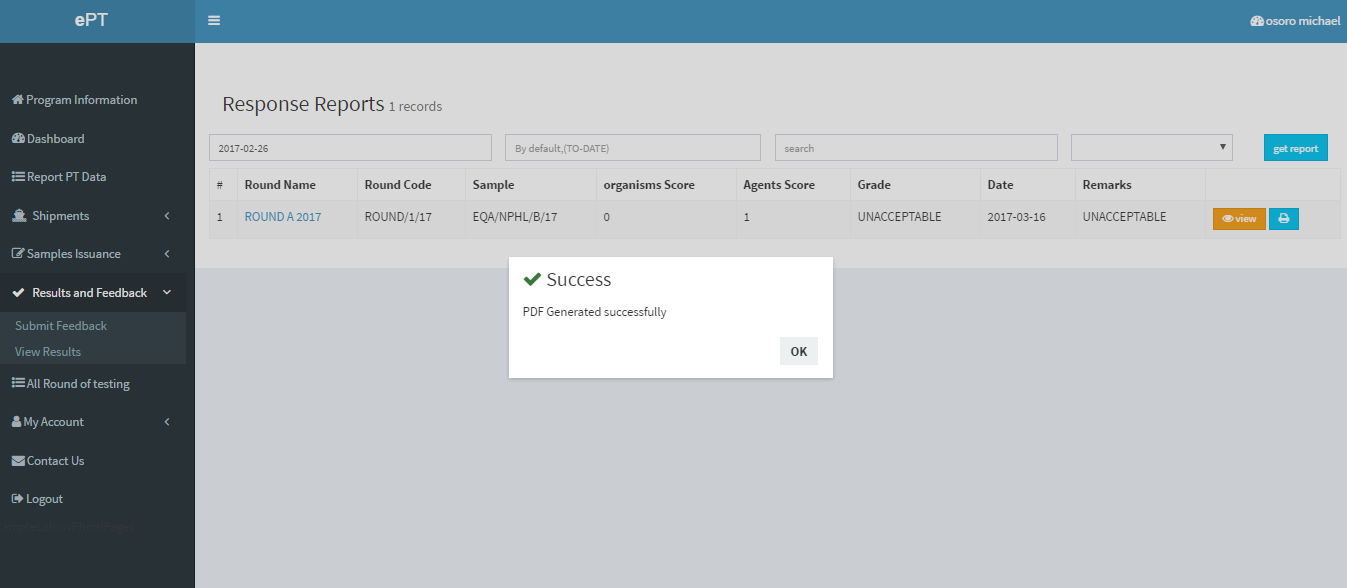 ePT
osoro michael
Program Information
Dashboard
Report PT Data
Shipments
Samples Issuance
Results and Feedback
Submit Feedback
View Results
All Round of testing
My Account
Contact Us
Logout
Response Reports 1 records
2017-02-26 By default,(TO-DATE) search get report
# Round Name Round Code Sample organisms Score Agents Score Grade Date Remarks
1 ROUND A 2017 ROUND/1/17 EQA/NPHL/B/17 0 1 UNACCEPTABLE 2017-03-16 UNACCEPTABLE view
Success
PDF Generated successfully
OK